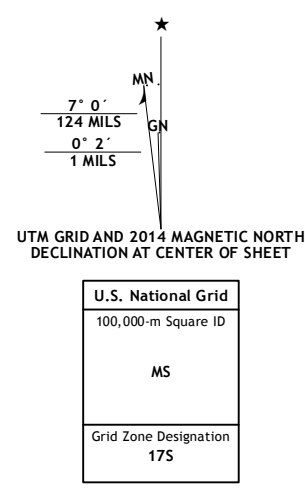 ★
MN
7° 0´
124 MILS
GN
0° 2´
1 MILS
UTM GRID AND 2014 MAGNETIC NORTH
DECLINATION AT CENTER OF SHEET
U.S. National Grid
100,000-m Square ID
MS
Grid Zone Designation
17S